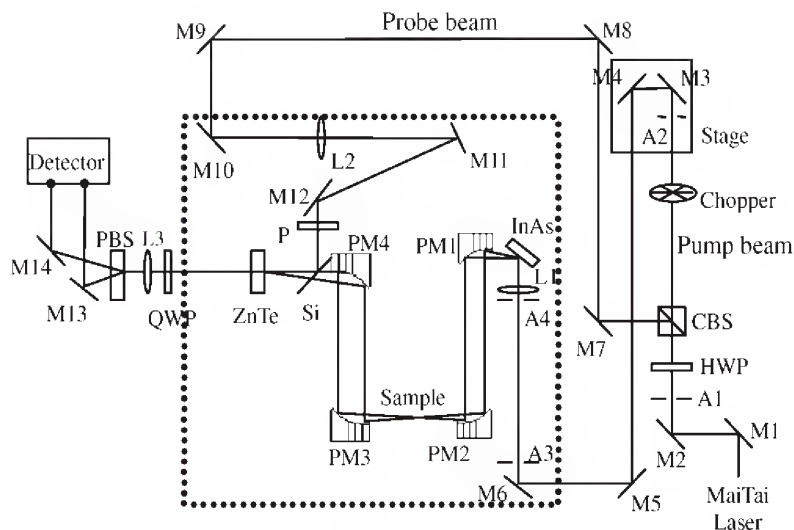 M9
Probe beam
M8
M4
M3
A2
Stage
M10
L2
M11
Detector
M12
Chopper
P
InAs
PBS
L3
PM4
PM1
Pump beam
M14
L1
M13
QWP
ZnTe
Si
A4
M7
CBS
HWP
Sample
A1
PM3
PM2
A3
M6
M5
M2
M1
MaiTai
Laser